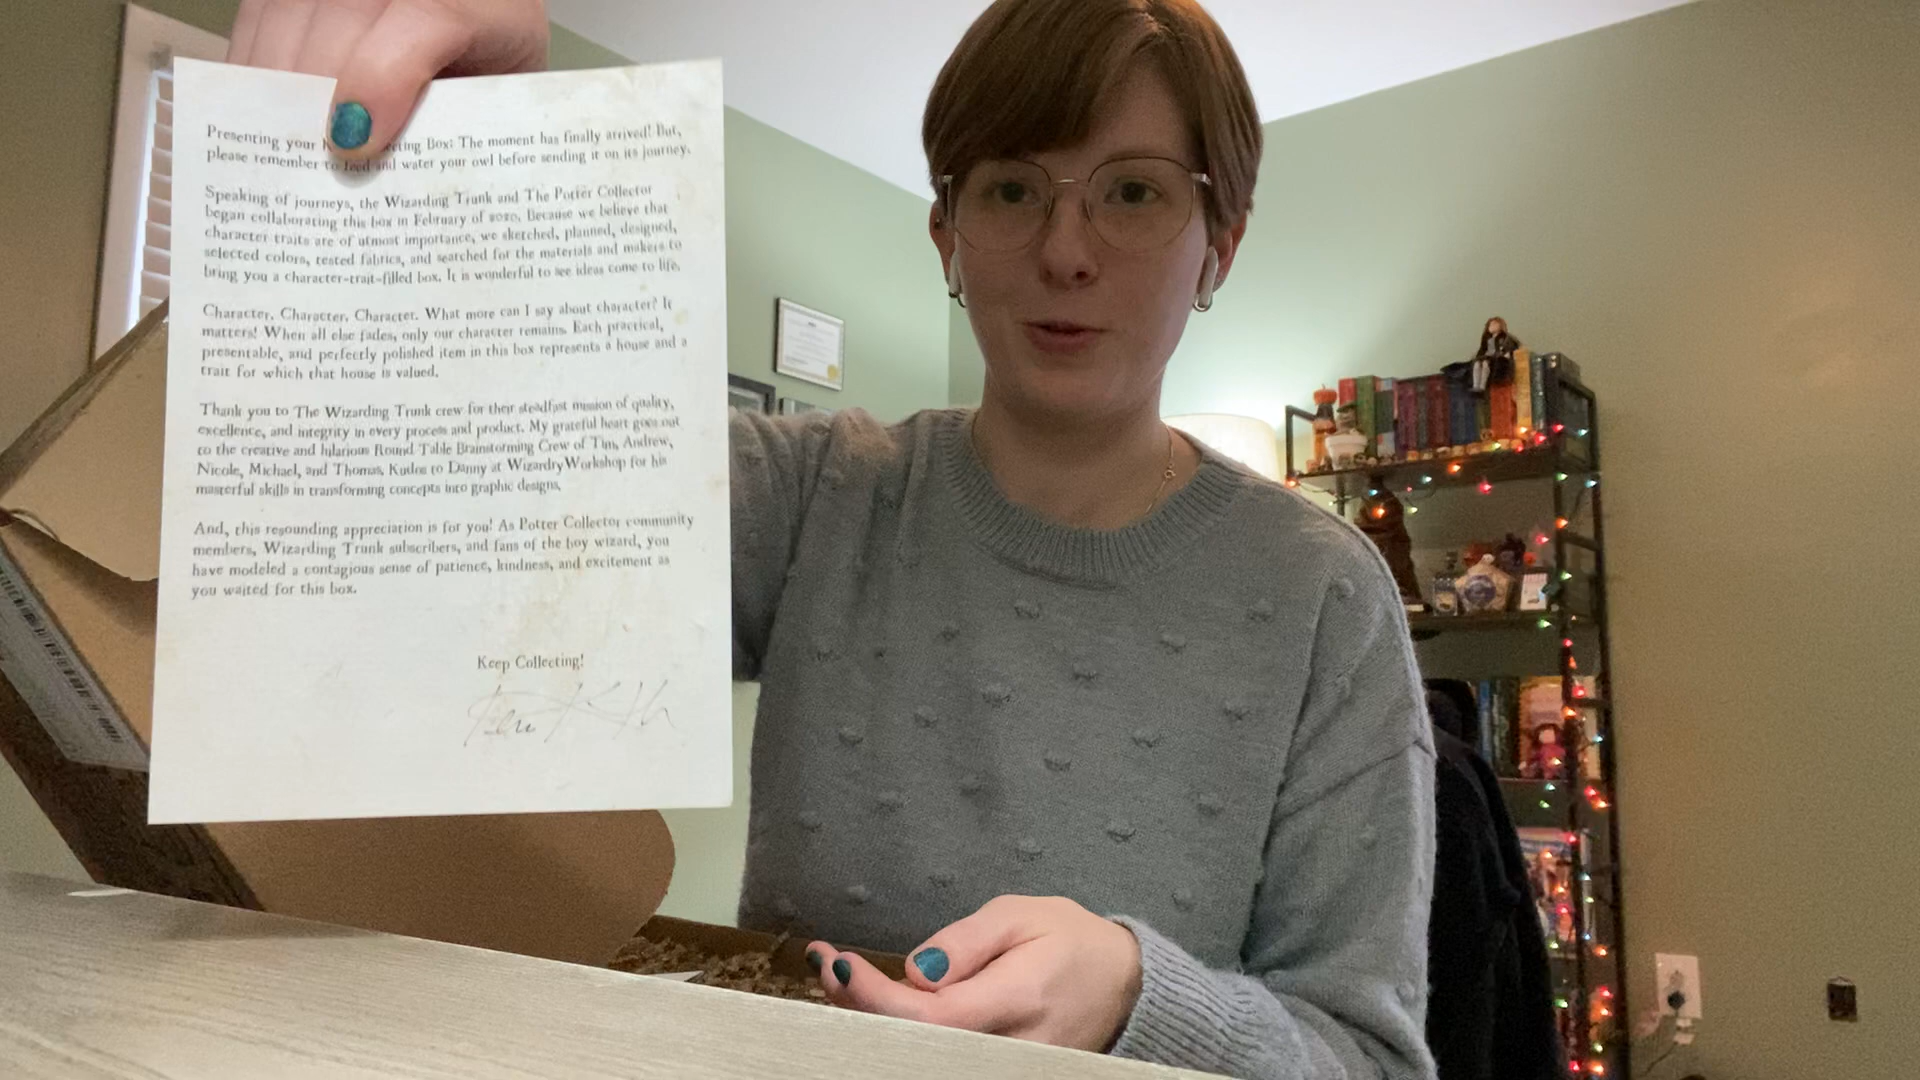 Presenting your Box: The moment has finally arrived! But,
please remember to feed and water your owl before sending it on its journey.
Speaking of journeys, the Wizarding Trunk and The Potter Collector
began collaborating this box in February of 2020. Because we believe that
character traits are of utmost importance, we sketched, planned, designed,
selected colors, tested fabrics, and searched for the materials and makers to
bring you a character-trait-filled box. It is wonderful to see ideas come to life.
Character. Character. Character. What more can I say about character? It
matters! When all else fades, only our character remains. Each practical,
presentable, and perfectly polished item in this box represents a house and a
trait for which that house is valued.
Thank you to The Wizarding Trunk crew for their steadfast mission of quality,
excellence, and integrity in every process and product. My grateful heart goes out
to the creative and hilarious Round Table Brainstorming Crew of Tim, Andrew,
Nicole, Michael, and Thomas. Kudos to Danny at WizardryWorkshop for his
masterful skills in transforming concepts into graphic designs.
And, this resounding appreciation is for you! As Potter Collector community
members, Wizarding Trunk subscribers, and fans of the boy wizard, you
have modeled a contagious sense of patience, kindness, and excitement as
you waited for this box.
Keep Collecting!